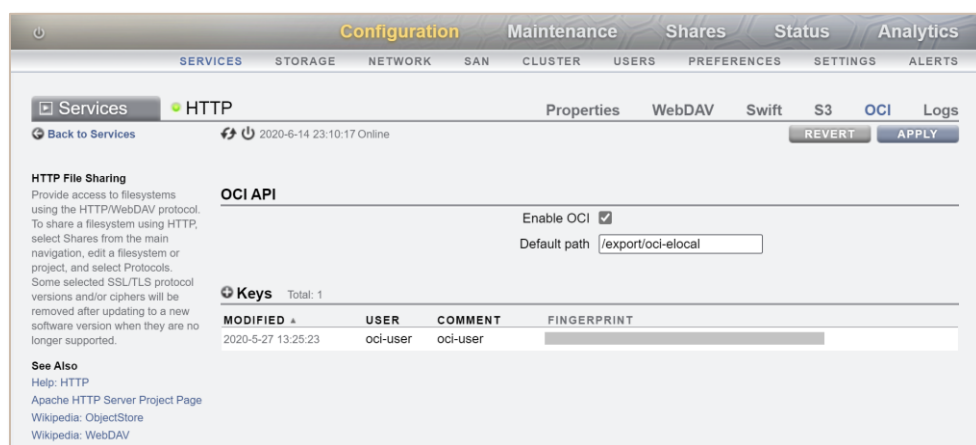 Configuration Maintenance Shares Status Analytics
SERVICES STORAGE NETWORK SAN CLUSTER USERS PREFERENCES SETTINGS ALERTS
Services HTTP Properties WebDAV Swift S3 OCI Logs
Back to Services 2020-6-14 23:10:17 Online REVERT APPLY
HTTP File Sharing
Provide access to filesystems
using the HTTP/WebDAV protocol.
To share a filesystem using HTTP,
select Shares from the main
navigation, edit a filesystem or
project, and select Protocols.
Some selected SSL/TLS protocol
versions and/or ciphers will be
removed after updating to a new
software version when they are no
longer supported.
See Also
Help: HTTP
Apache HTTP Server Project Page
Wikipedia: ObjectStore
Wikipedia: WebDAV
OCI API
Enable OCI
Default path /export/oci-elocal
Keys Total: 1
MODIFIED USER COMMENT FINGERPRINT
2020-5-27 13:25:23 oci-user oci-user